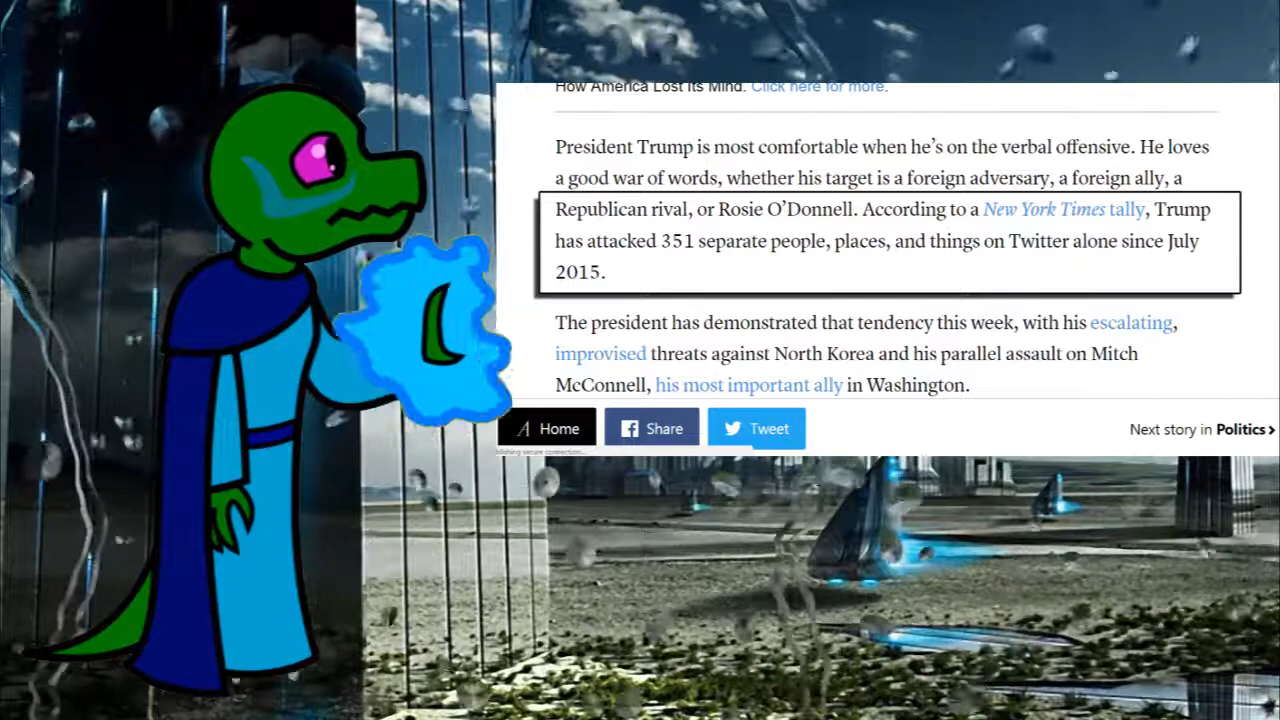 How America Lost Its Mind. Click here for more.
President Trump is most comfortable when he’s on the verbal offensive. He loves
a good war of words, whether his target is a foreign adversary, a foreign ally, a
Republican rival, or Rosie O’Donnell. According to a New York Times tally, Trump
has attacked 351 separate people, places, and things on Twitter alone since July
2015.
The president has demonstrated that tendency this week, with his escalating,
improvised threats against North Korea and his parallel assault on Mitch
McConnell, his most important ally in Washington.
A Home Share Tweet Next story in Politics >
secure connection...